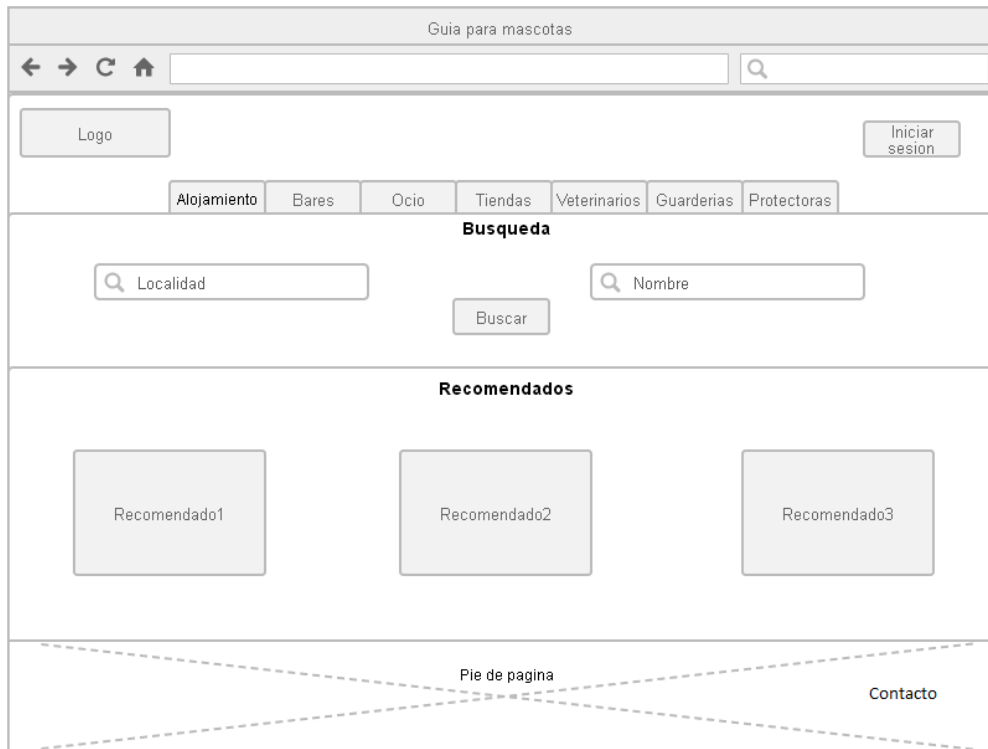 Guia para mascotas
Logo
Iniciar
sesion
Alojamiento Bares Ocio Tiendas Veterinarios Guarderias Protectoras
Busqueda
Localidad Nombre
Buscar
Recomendados
Recomendado1 Recomendado2 Recomendado3
Pie de pagina
Contacto